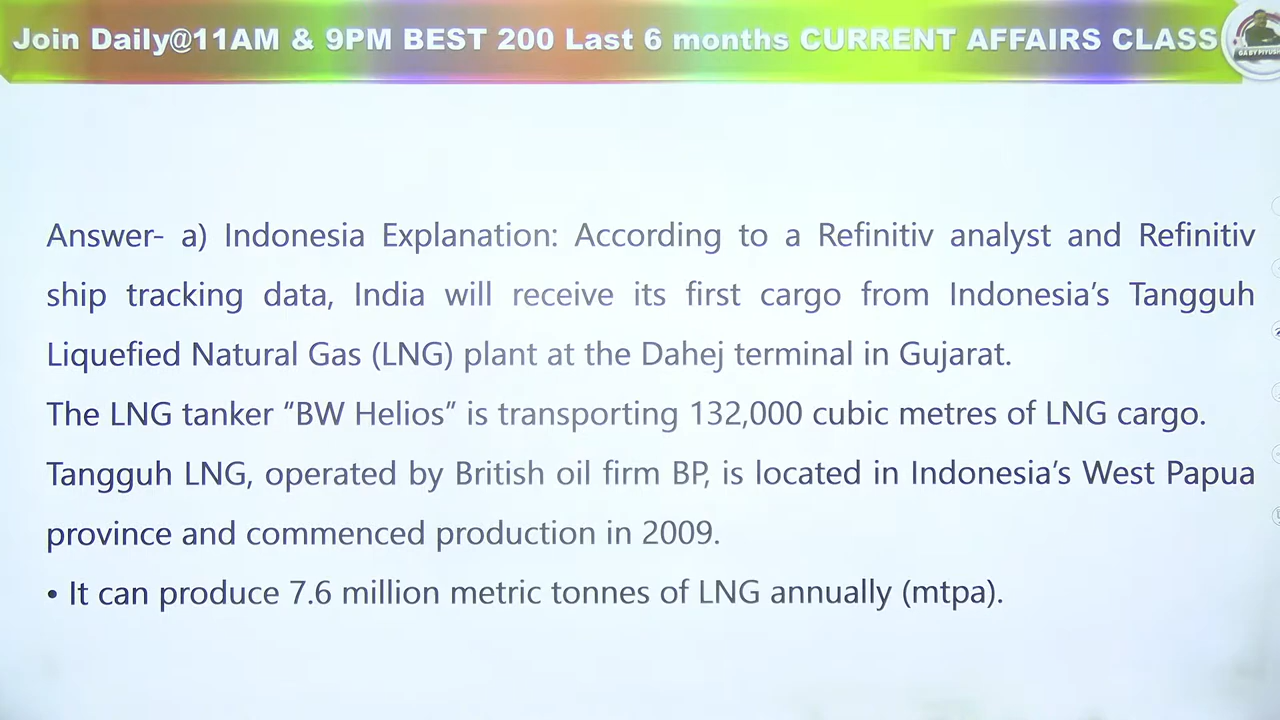 Join Daily@11AM & 9PM BEST 200 Last 6 months CURRENT AFFAIRS CLASS
Answer- a) Indonesia Explanation: According to a Refinitiv analyst and Refinitiv
ship tracking data, India will receive its first cargo from Indonesia’s Tangguh
Liquefied Natural Gas (LNG) plant at the Dahej terminal in Gujarat.
The LNG tanker “BW Helios” is transporting 132,000 cubic metres of LNG cargo.
Tangguh LNG, operated by British oil firm BP, is located in Indonesia’s West Papua
province and commenced production in 2009.
• It can produce 7.6 million metric tonnes of LNG annually (mtpa).